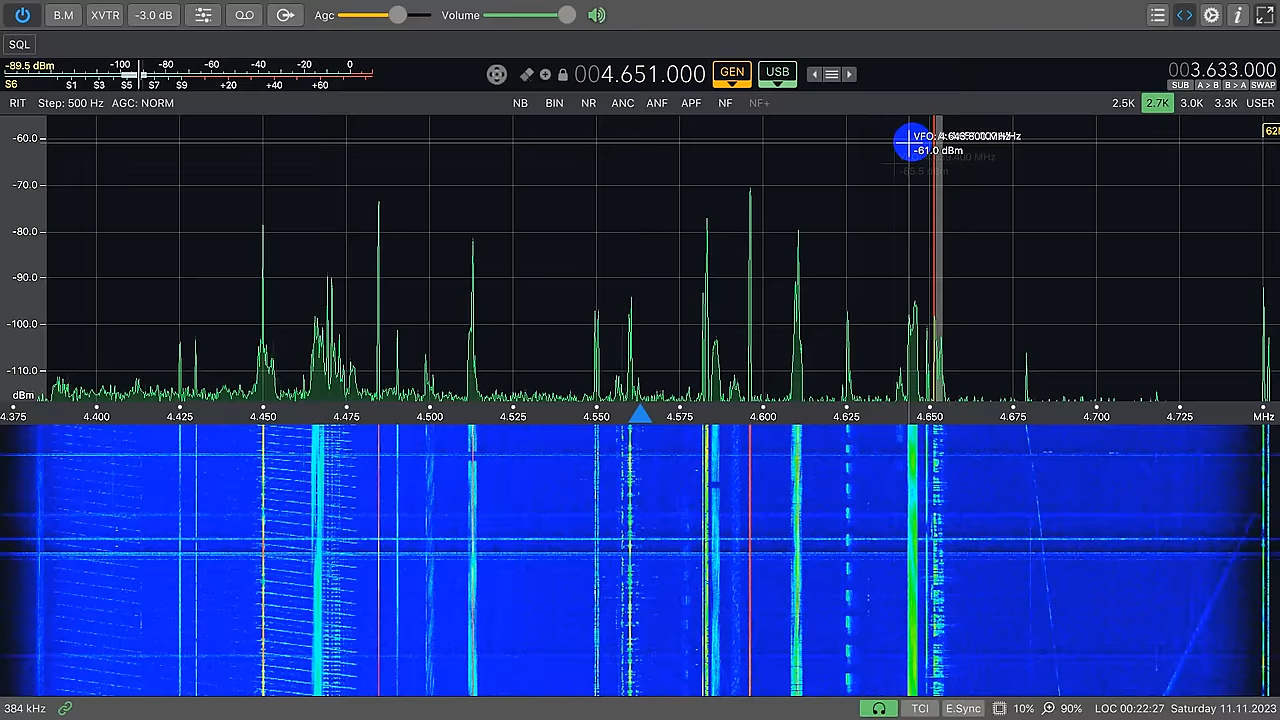 B.M XVTR -3.0 dB Agc Volume
SQL
-89.5 dBm -100 -80 -60 -40 -20 0
S6 S1 S3 S5 S7 S9 +20 +40 +60
004.651.000 GEN USB
003.633.000
SUB A > B B > A SWAP
RIT Step: 500 Hz AGC: NORM NB BIN NR ANC ANF APF NF NF+ 2.5K 2.7K 3.0K 3.3K USER
-60.0
-61.0 dBm
-70.0
-80.0
-90.0
-100.0
-110.0
dBm
4.375 4.400 4.425 4.450 4.475 4.500 4.525 4.550 4.575 4.600 4.625 4.650 4.675 4.700 4.725 MHz
384 kHz TCI E.Sync 10% 90% LOC 00:22:27 Saturday 11.11.2023